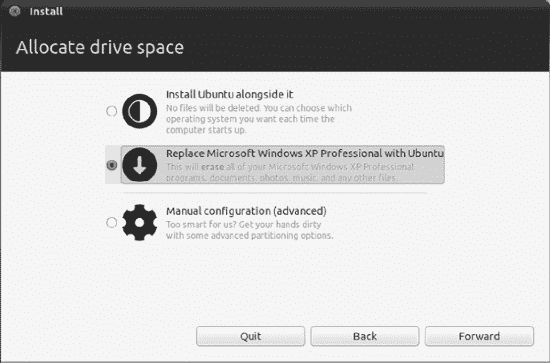 Install
Allocate drive space
Install Ubuntu alongside it
No files will be deleted. You can choose which
operating system you want each time the
computer starts up.
Replace Microsoft Windows XP Professional with Ubuntu
This will erase all of your Microsoft Windows XP Professional
programs, documents, photos, music, and any other files.
Manual configuration (advanced)
Too smart for us? Get your hands dirty
with some advanced partitioning options.
Quit
Back
Forward